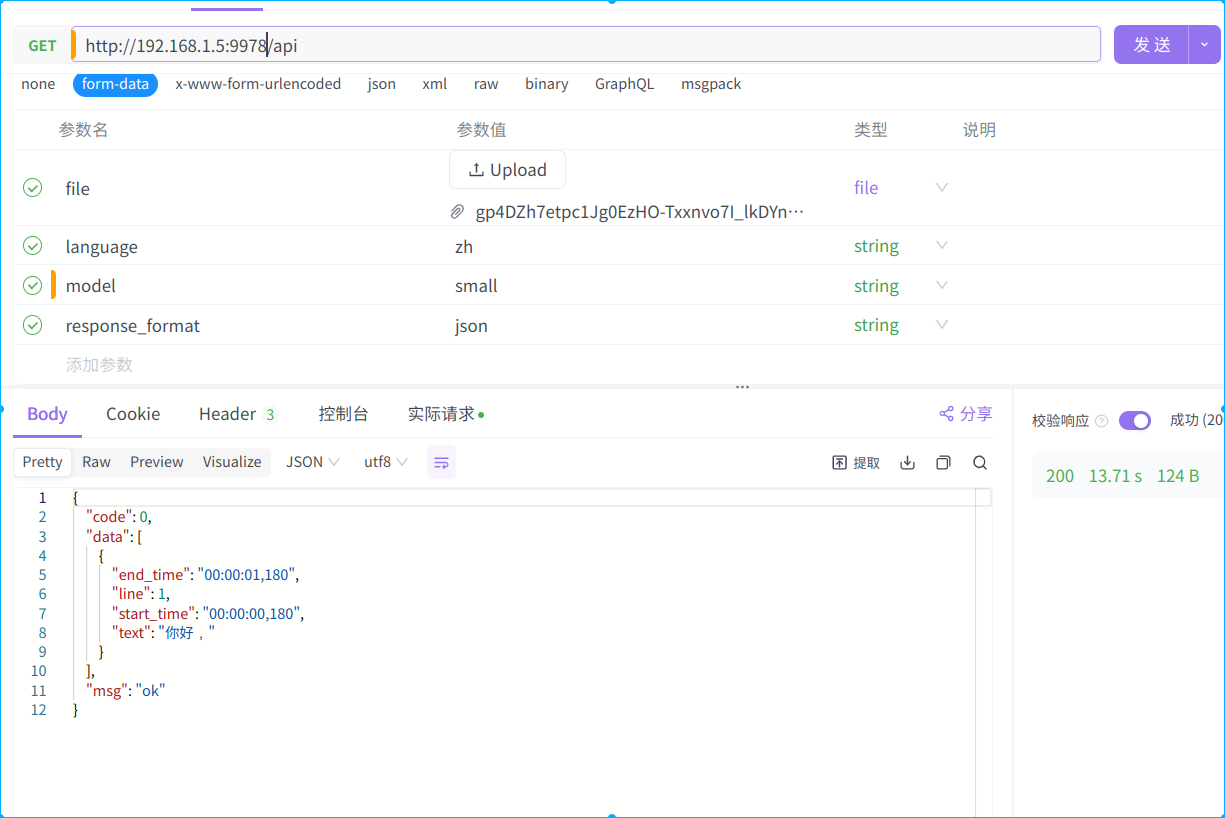 GET http://192.168.1.5:9978/api 发 送
none form-data x-www-form-urlencoded json xml raw binary GraphQL msgpack
参数名 参数值 类型 说明
Upload
file file
gp4DZh7etpc1Jg0EzHO-Txxnvo7I_lkDYn···
language zh string
model small string
response_format json string
添加参数
Body Cookie Header 3 控制台 实际请求 分享 校验响应 ? 成功 (20
Pretty Raw Preview Visualize JSON utf8 提取
200 13.71 s 124 B
1 {
2 "code": 0,
3 "data": [
4 {
5 "end_time": "00:00:01,180",
6 "line": 1,
7 "start_time": "00:00:00,180",
8 "text": "你好，"
9 }
10 ],
11 "msg": "ok"
12 }